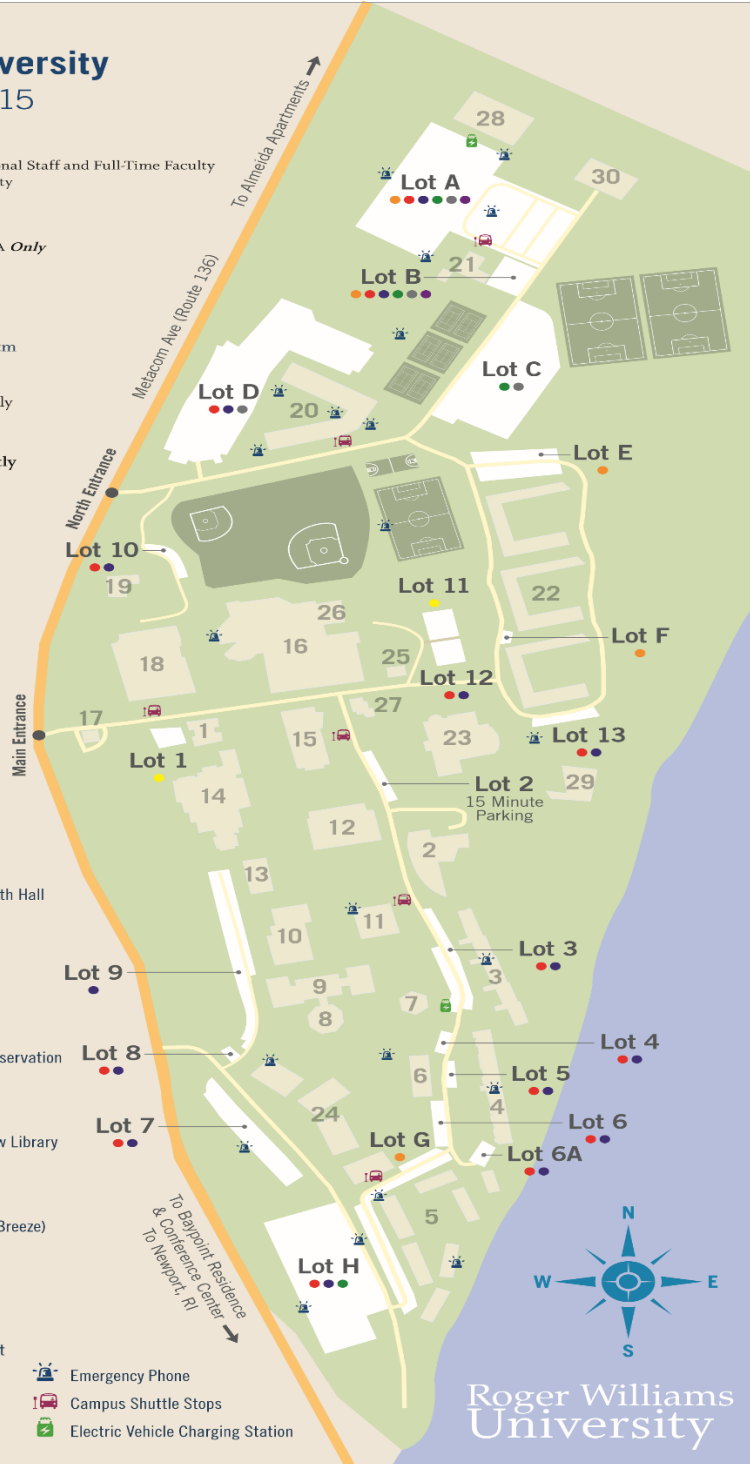 versity
15
nal Staff and Full-Time Faculty
ty
A Only
m
ly
tly
th Hall
servation
w Library
Breeze)
t
To Almeida Apartments
Metacom Ave (Route 136)
North Entrance
Main Entrance
28
Lot A
30
21
Lot B
Lot C
Lot D
20
Lot E
Lot 10
19
Lot 11
22
26
16
18
25
Lot F
Lot 12
27
17
1
15
23
Lot 13
Lot 1
14
Lot 2
15 Minute
Parking
29
12
2
13
11
10
Lot 3
3
Lot 9
9
8
7
Lot 4
Lot 8
6
Lot 5
4
24
Lot 7
Lot 6
Lot G
Lot 6A
5
Lot H
To Baypoint Residence
& Conference Center
To Newport, RI
N
W
E
S
Emergency Phone
Campus Shuttle Stops
Electric Vehicle Charging Station
Roger Williams
University